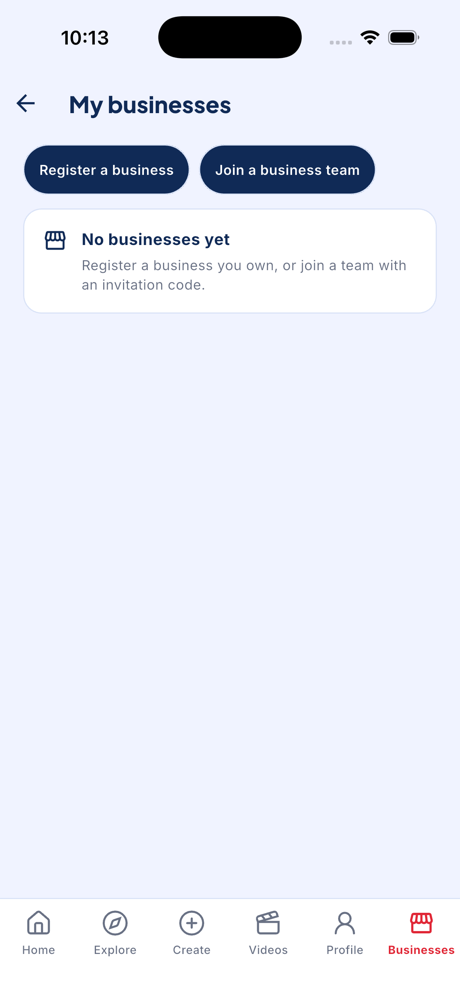 10:13
My businesses
Register a business
Join a business team
No businesses yet
Register a business you own, or join a team with
an invitation code.
Home
Explore
Create
Videos
Profile
Businesses